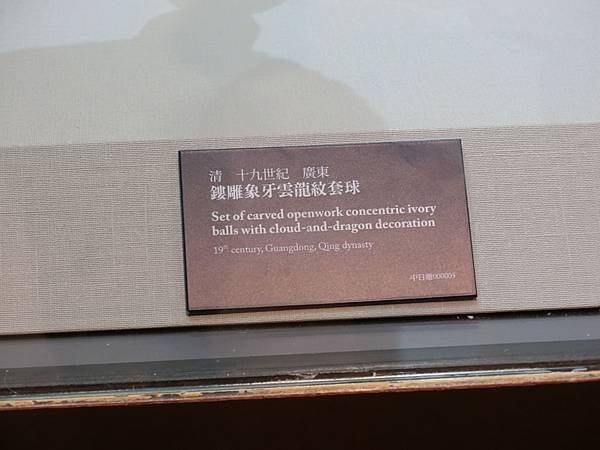 清 十九世紀 廣東
鏤雕象牙雲龍紋套球
Set of carved openwork concentric ivory
balls with cloud-and-dragon decoration
19th century, Guangdong, Qing dynasty
000005